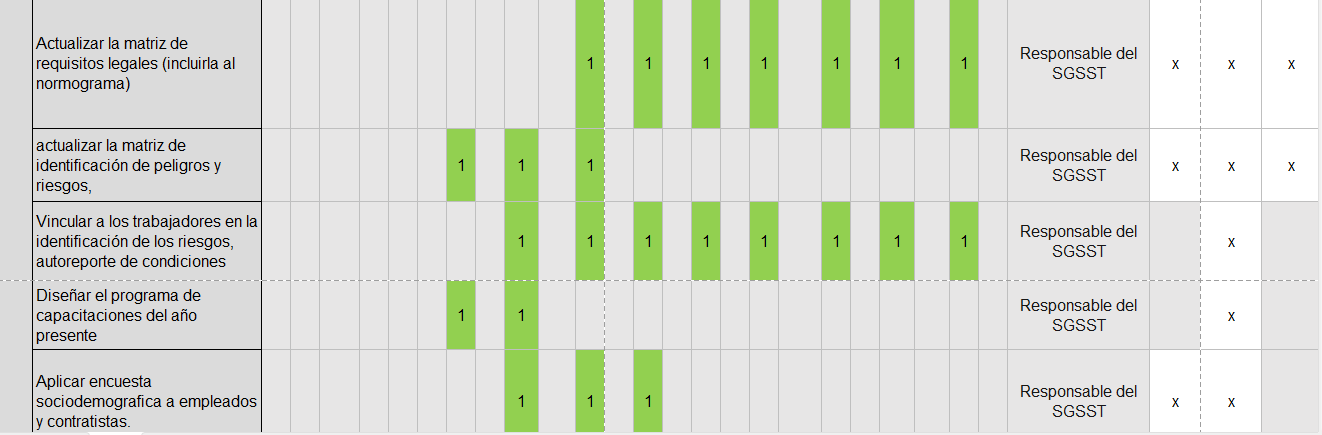 Actualizar la matriz de
requisitos legales (incluirla al
normograma)
1 1 1 1 1 1 1
Responsable del
SGSST
x x x
actualizar la matriz de
identificación de peligros y
riesgos,
1 1 1
Responsable del
SGSST
x x x
Vincular a los trabajadores en la
identificación de los riesgos,
autoreporte de condiciones
1 1 1 1 1 1 1 1
Responsable del
SGSST
x
Diseñar el programa de
capacitaciones del año
presente
1 1
Responsable del
SGSST
x
Aplicar encuesta
sociodemografica a empleados
y contratistas.
1 1 1
Responsable del
SGSST
x x